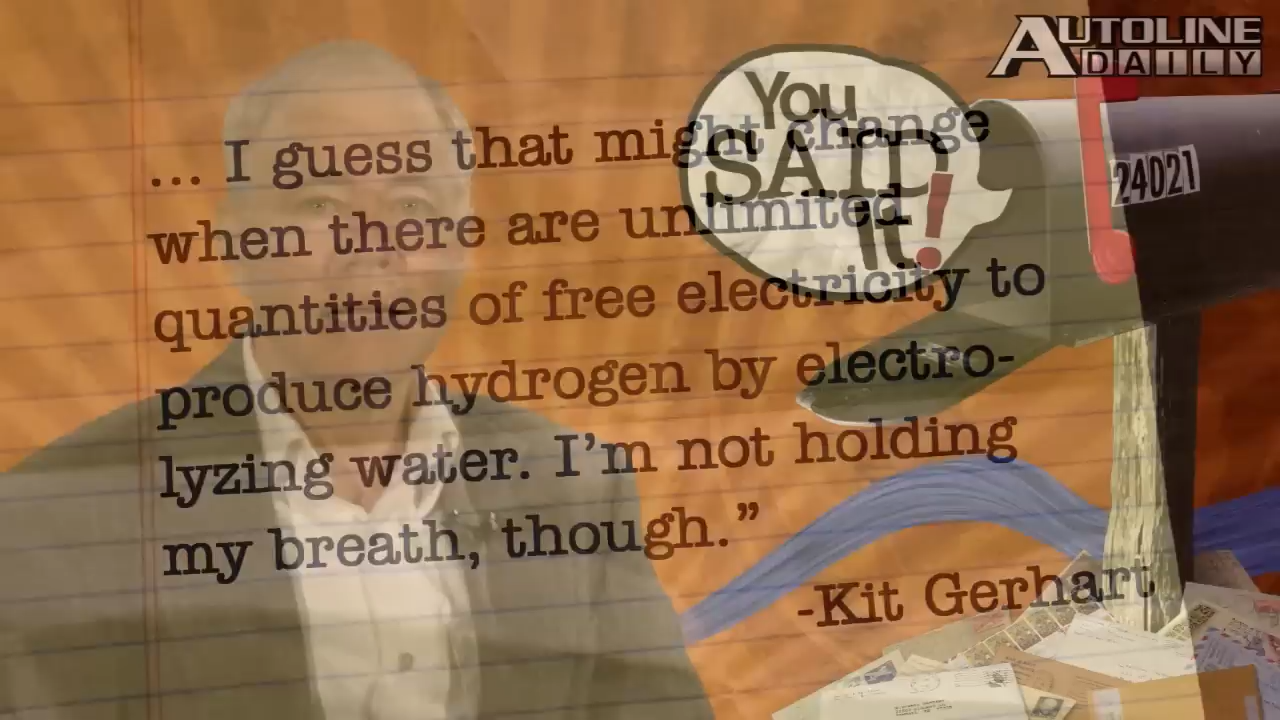 AUTOLINE
DAILY
You
SAID
It!
24021
... I guess that might change
when there are unlimited
quantities of free electricity to
produce hydrogen by electro-
lyzing water. I'm not holding
my breath, though.”
-Kit Gerhart